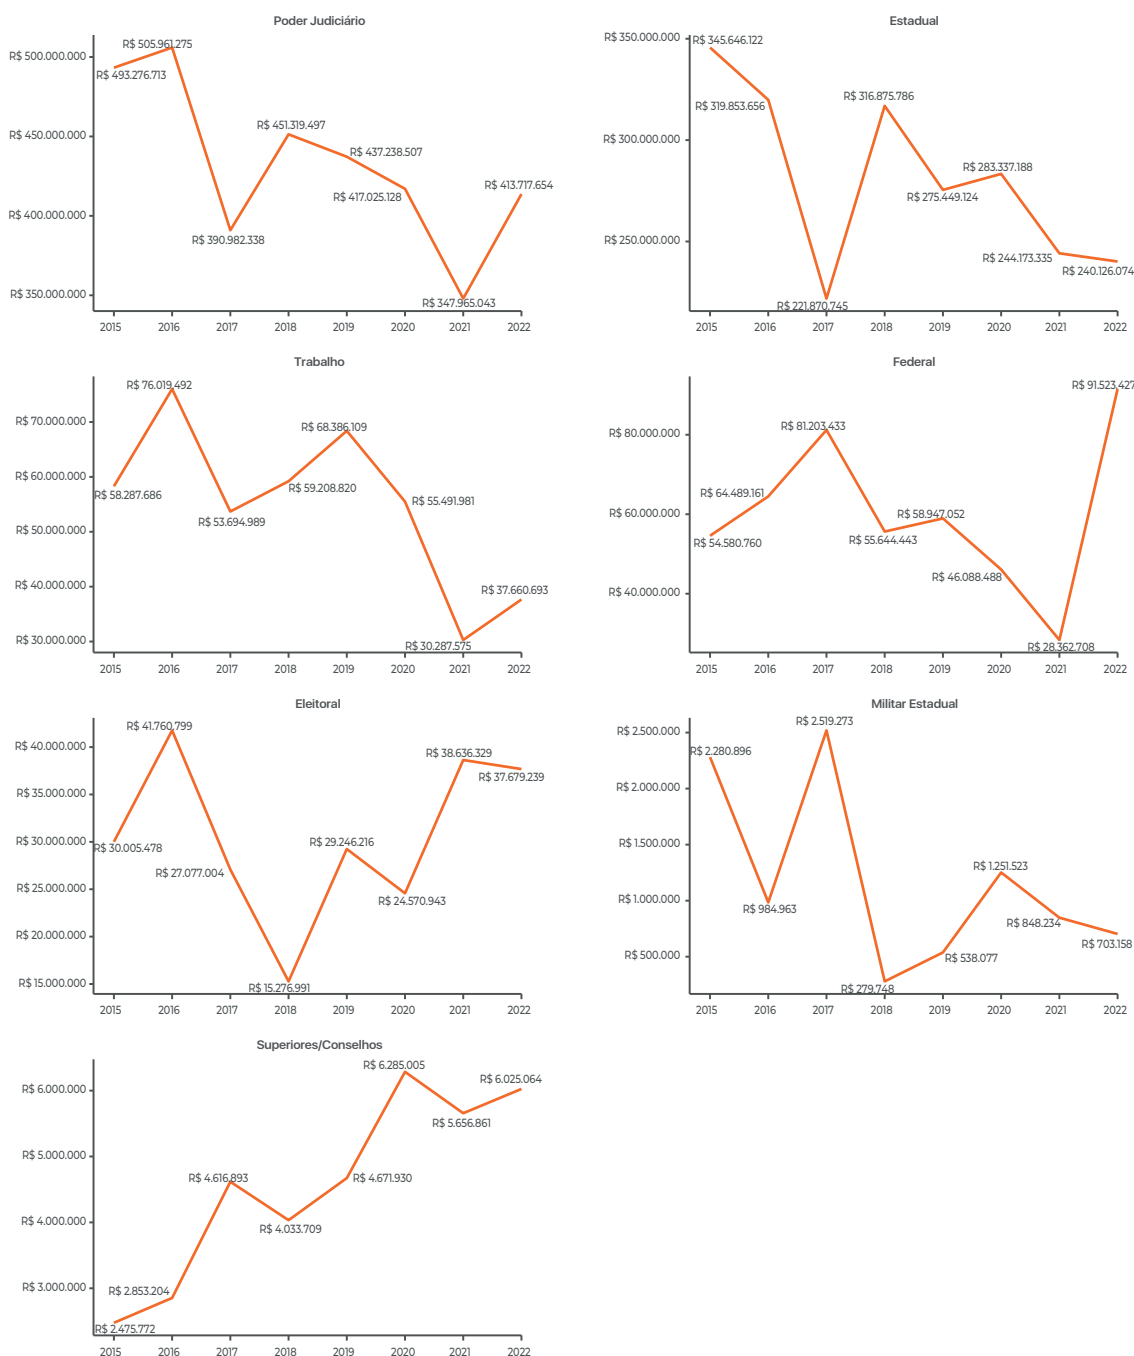 Poder Judiciário
R$ 500.000.000
R$ 450.000.000
R$ 400.000.000
R$ 350.000.000
R$ 493.276.713
R$ 505.961.275
R$ 390.982.338
R$ 451.319.497
R$ 437.238.507
R$ 417.025.128
R$ 347.965.043
R$ 413.717.654
2015 2016 2017 2018 2019 2020 2021 2022
Estadual
R$ 350.000.000
R$ 300.000.000
R$ 250.000.000
R$ 345.646.122
R$ 319.853.656
R$ 221.870.745
R$ 316.875.786
R$ 275.449.124
R$ 283.337.188
R$ 244.173.335
R$ 240.126.074
2015 2016 2017 2018 2019 2020 2021 2022
Trabalho
R$ 70.000.000
R$ 60.000.000
R$ 50.000.000
R$ 40.000.000
R$ 30.000.000
R$ 58.287.686
R$ 76.019.492
R$ 53.694.989
R$ 59.208.820
R$ 68.386.109
R$ 55.491.981
R$ 30.287.575
R$ 37.660.693
2015 2016 2017 2018 2019 2020 2021 2022
Federal
R$ 80.000.000
R$ 60.000.000
R$ 40.000.000
R$ 54.580.760
R$ 64.489.161
R$ 81.203.433
R$ 55.644.443
R$ 58.947.052
R$ 46.088.488
R$ 28.362.708
R$ 91.523.427
2015 2016 2017 2018 2019 2020 2021 2022
Eleitoral
R$ 40.000.000
R$ 35.000.000
R$ 30.000.000
R$ 25.000.000
R$ 20.000.000
R$ 15.000.000
R$ 30.005.478
R$ 41.760.799
R$ 27.077.004
R$ 15.276.991
R$ 29.246.216
R$ 24.570.943
R$ 38.636.329
R$ 37.679.239
2015 2016 2017 2018 2019 2020 2021 2022
Militar Estadual
R$ 2.500.000
R$ 2.000.000
R$ 1.500.000
R$ 1.000.000
R$ 500.000
R$ 2.280.896
R$ 984.963
R$ 2.519.273
R$ 279.748
R$ 538.077
R$ 1.251.523
R$ 848.234
R$ 703.158
2015 2016 2017 2018 2019 2020 2021 2022
Superiores/Conselhos
R$ 6.000.000
R$ 5.000.000
R$ 4.000.000
R$ 3.000.000
R$ 2.475.772
R$ 2.853.204
R$ 4.616.893
R$ 4.033.709
R$ 4.671.930
R$ 6.285.005
R$ 5.656.861
R$ 6.025.064
2015 2016 2017 2018 2019 2020 2021 2022